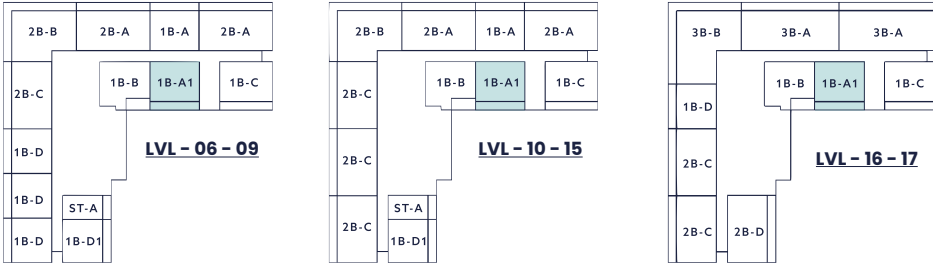 2B-B 2B-A 1B-A 2B-A
2B-C 1B-B 1B-A1 1B-C
1B-D
LVL - 06 - 09
1B-D
ST-A
1B-D 1B-D1
2B-B 2B-A 1B-A 2B-A
2B-C 1B-B 1B-A1 1B-C
2B-C
LVL - 10 - 15
ST-A
2B-C 1B-D1
3B-B 3B-A 3B-A
1B-B 1B-A1 1B-C
1B-D
2B-C
LVL - 16 - 17
2B-C 2B-D